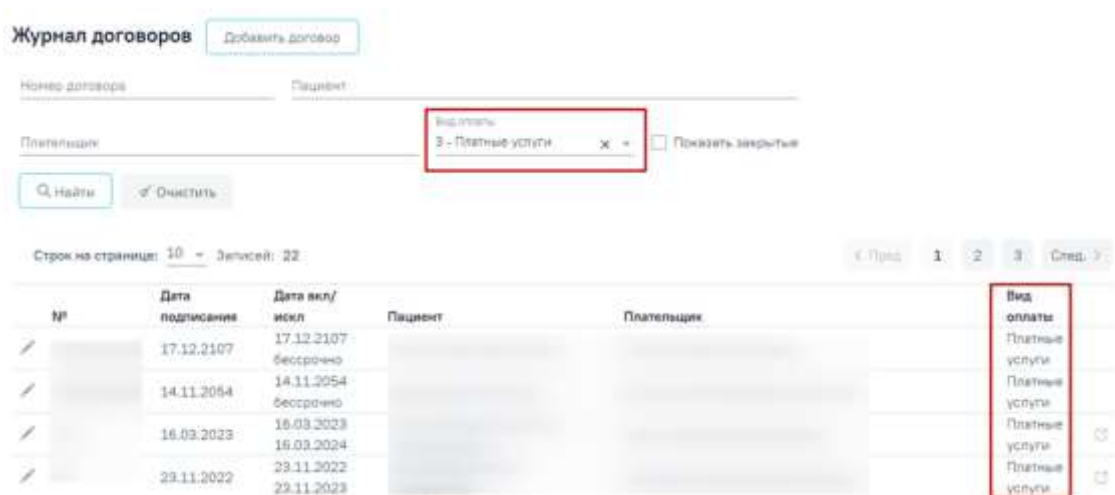 Журнал договоров Добавить договор
Номер договора Пациент
Вид оплаты
Плательщик 3 - Платные услуги Показать закрытые
Найти Очистить
Строк на странице: 10 Записей: 22 Пред. 1 2 3 След.
№ Дата подписания Дата вкл/ искл Пациент Плательщик Вид оплаты
17.12.2107 17.12.2107 бессрочно Платные услуги
14.11.2054 14.11.2054 бессрочно Платные услуги
16.03.2023 16.03.2023 16.03.2024 Платные услуги
23.11.2022 23.11.2022 23.11.2023 Платные услуги